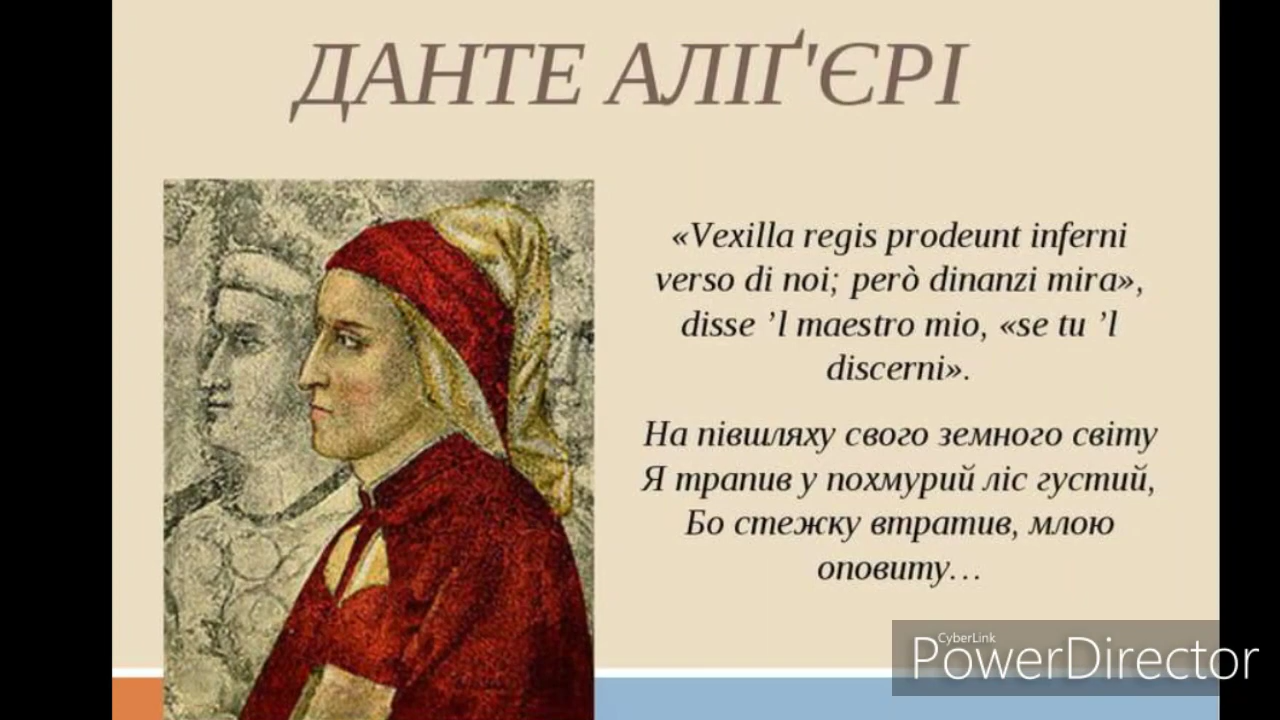 ДАНТЕ АЛІҐ'ЄРІ
«Vexilla regis prodeunt inferni
verso di noi; però dinanzi mira»,
disse ’l maestro mio, «se tu ’l
discerni».
На півшляху свого земного світу
Я трапив у похмурий ліс густий,
Бо стежку втратив, млою
оповиту…
CyberLink
PowerDirector